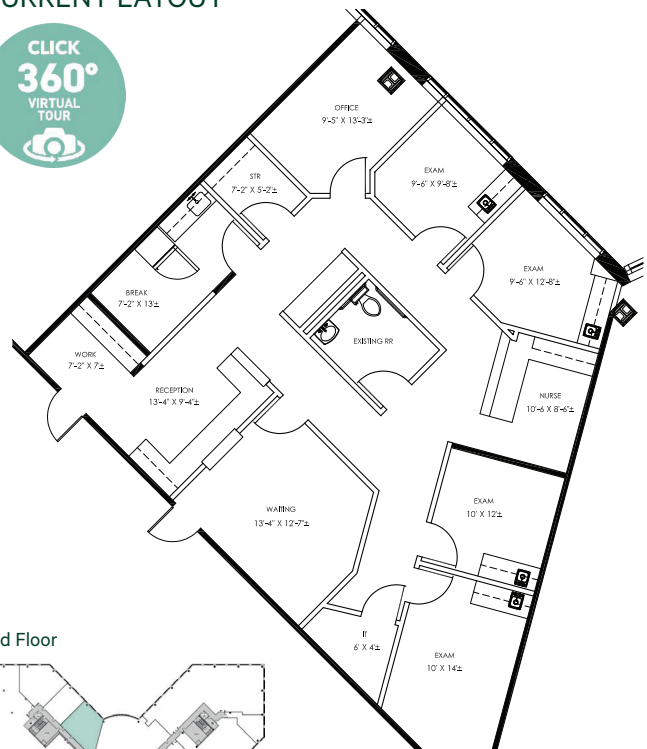 CURRENT LAYOUT
CLICK
360°
VIRTUAL
TOUR
OFFICE
9'-5" X 13'-3"±
STR
7'-2" X 5'-2"±
EXAM
9'-6" X 9'-8"±
EXAM
9'-6" X 12'-8"±
BREAK
7'-2" X 13'±
EXISTING RR
WORK
7'-2" X 7'±
RECEPTION
13'-4" X 9'-4"±
NURSE
10'-6 X 8'-6"±
WAITING
13'-4" X 12'-7"±
EXAM
10' X 12'±
IT
6' X 4'±
EXAM
10' X 14'±
d Floor